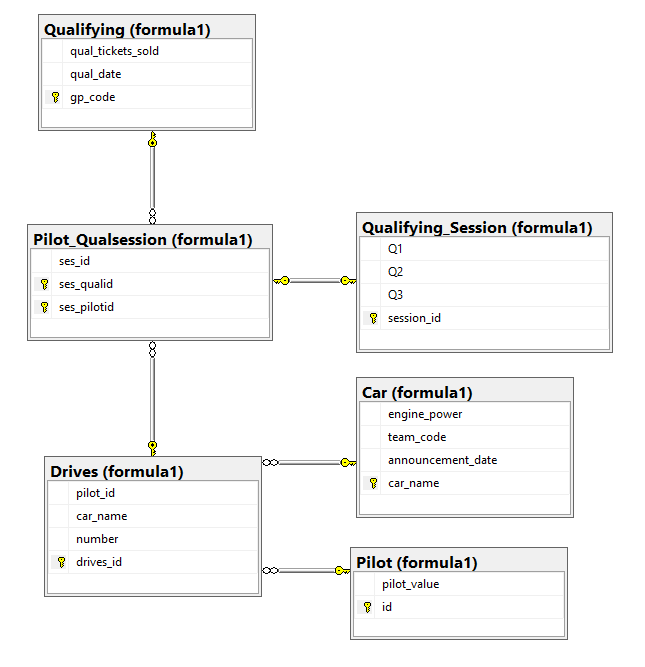 Qualifying (formula1)
qual_tickets_sold
qual_date
gp_code
Pilot_Qualsession (formula1)
ses_id
ses_qualid
ses_pilotid
Qualifying_Session (formula1)
Q1
Q2
Q3
session_id
Car (formula1)
engine_power
team_code
announcement_date
car_name
Drives (formula1)
pilot_id
car_name
number
drives_id
Pilot (formula1)
pilot_value
id